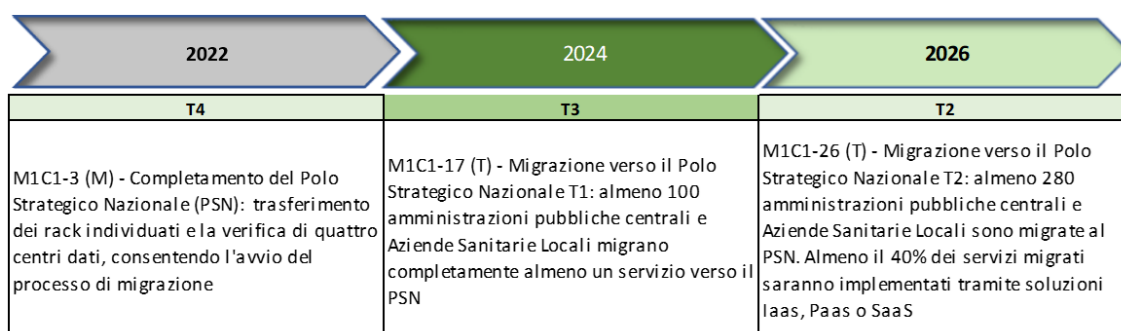 2022
2024
2026
T4
T3
T2
M1C1-3 (M) - Completamento del Polo
Strategico Nazionale (PSN): trasferimento
dei rack individuati e la verifica di quattro
centri dati, consentendo l'avvio del
processo di migrazione
M1C1-17 (T) - Migrazione verso il Polo
Strategico Nazionale T1: almeno 100
amministrazioni pubbliche centrali e
Aziende Sanitarie Locali migrano
completamente almeno un servizio verso il
PSN
M1C1-26 (T) - Migrazione verso il Polo
Strategico Nazionale T2: almeno 280
amministrazioni pubbliche centrali e
Aziende Sanitarie Locali sono migrate al
PSN. Almeno il 40% dei servizi migrati
saranno implementati tramite soluzioni
Iaas, Paas o SaaS